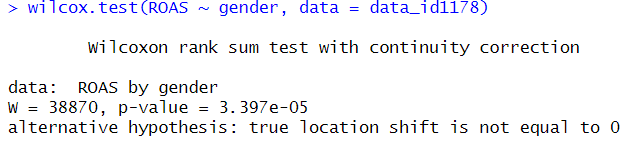 > wilcox.test(ROAS ~ gender, data = data_id1178)
Wilcoxon rank sum test with continuity correction
data:  ROAS by gender
W = 38870, p-value = 3.397e-05
alternative hypothesis: true location shift is not equal to 0